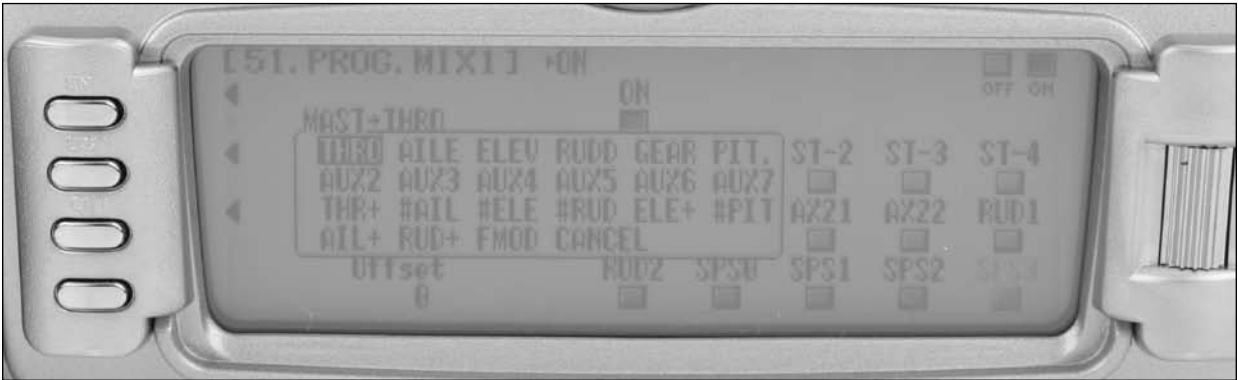 [51.PROG.MIX1] →ON
OFF ON
ON
MAST→THRO
THRO AILE ELEV RUDD GEAR PIT. ST-2 ST-3 ST-4
AUX2 AUX3 AUX4 AUX5 AUX6 AUX7
THR+ #AIL #ELE #RUD ELE+ #PIT AX21 AX22 RUD1
AIL+ RUD+ FMOD CANCEL
Offset RUD2 SPS0 SPS1 SPS2 SPS3
0